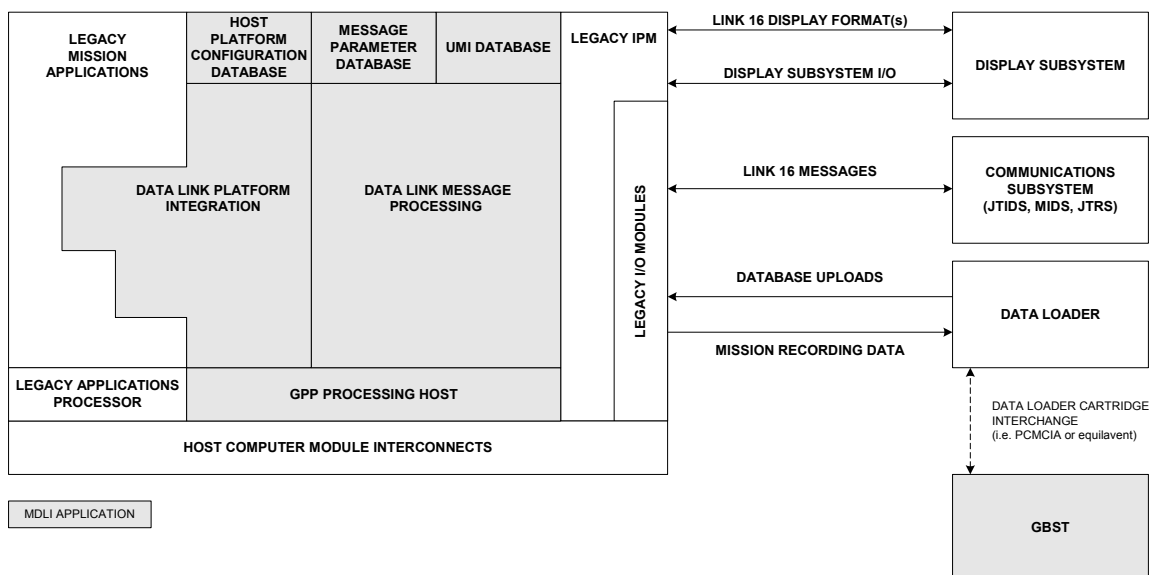 LEGACY
MISSION
APPLICATIONS
HOST
PLATFORM
CONFIGURATION
DATABASE
MESSAGE
PARAMETER
DATABASE
UMI DATABASE
LEGACY IPM
DATA LINK PLATFORM
INTEGRATION
DATA LINK MESSAGE
PROCESSING
LEGACY I/O MODULES
LEGACY APPLICATIONS
PROCESSOR
GPP PROCESSING HOST
HOST COMPUTER MODULE INTERCONNECTS
MDLI APPLICATION
LINK 16 DISPLAY FORMAT(s)
DISPLAY SUBSYSTEM I/O
DISPLAY SUBSYSTEM
LINK 16 MESSAGES
COMMUNICATIONS
SUBSYSTEM
(JTIDS, MIDS, JTRS)
DATABASE UPLOADS
MISSION RECORDING DATA
DATA LOADER
DATA LOADER CARTRIDGE
INTERCHANGE
(i.e. PCMCIA or equilavent)
GBST